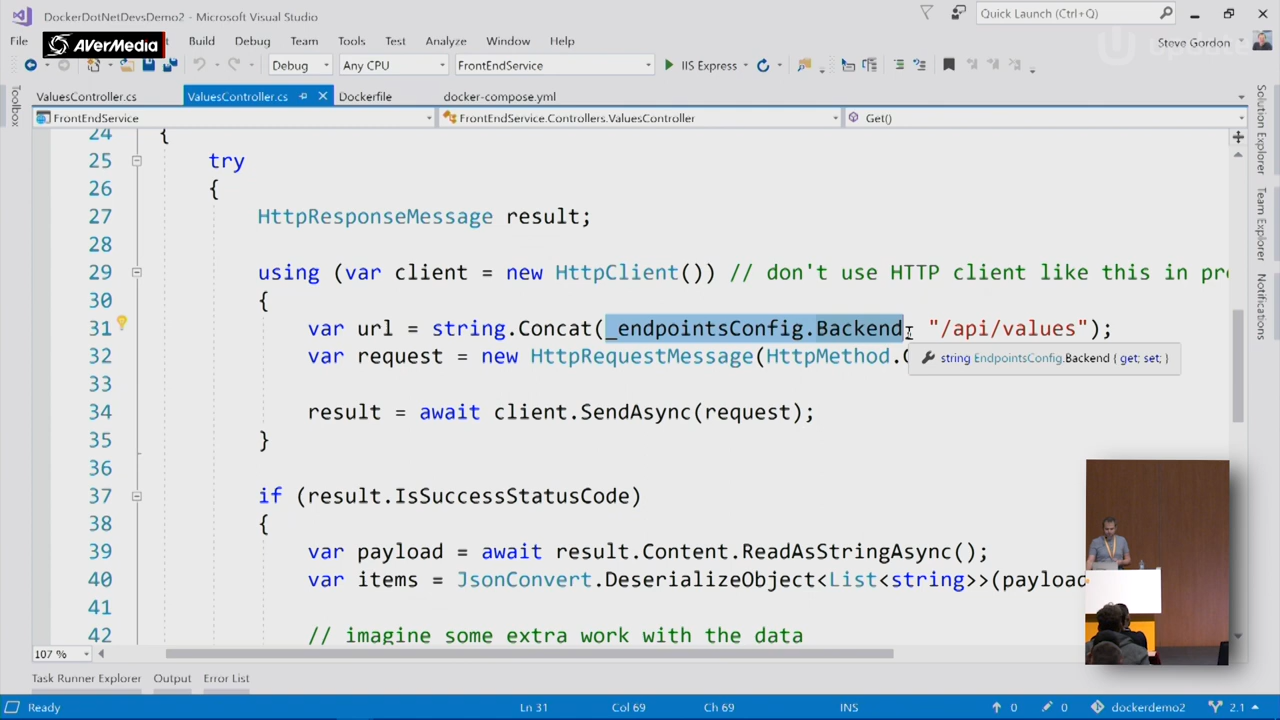 DockerDotNetDevsDemo2 - Microsoft Visual Studio
Quick Launch (Ctrl+Q)
File
AVerMedia
Build Debug Team Tools Test Analyze Window Help
Steve Gordon
Debug Any CPU FrontEndService IIS Express
ValuesController.cs ValuesController.cs Dockerfile docker-compose.yml
FrontEndService FrontEndService.Controllers.ValuesController Get()
Toolbox
Solution Explorer
Team Explorer
Notifications
24 {
25 try
26 {
27 HttpResponseMessage result;
28
29 using (var client = new HttpClient()) // don't use HTTP client like this in pro
30 {
31 var url = string.Concat(_endpointsConfig.Backend, "/api/values");
32 var request = new HttpRequestMessage(HttpMethod.
string EndpointsConfig.Backend { get; set; }
33
34 result = await client.SendAsync(request);
35 }
36
37 if (result.IsSuccessStatusCode)
38 {
39 var payload = await result.Content.ReadAsStringAsync();
40 var items = JsonConvert.DeserializeObject<List<string>>(payload
41
42 // imagine some extra work with the data
107 %
Task Runner Explorer Output Error List
Ready Ln 31 Col 69 Ch 69 INS 0 0 dockerdemo2 2.1